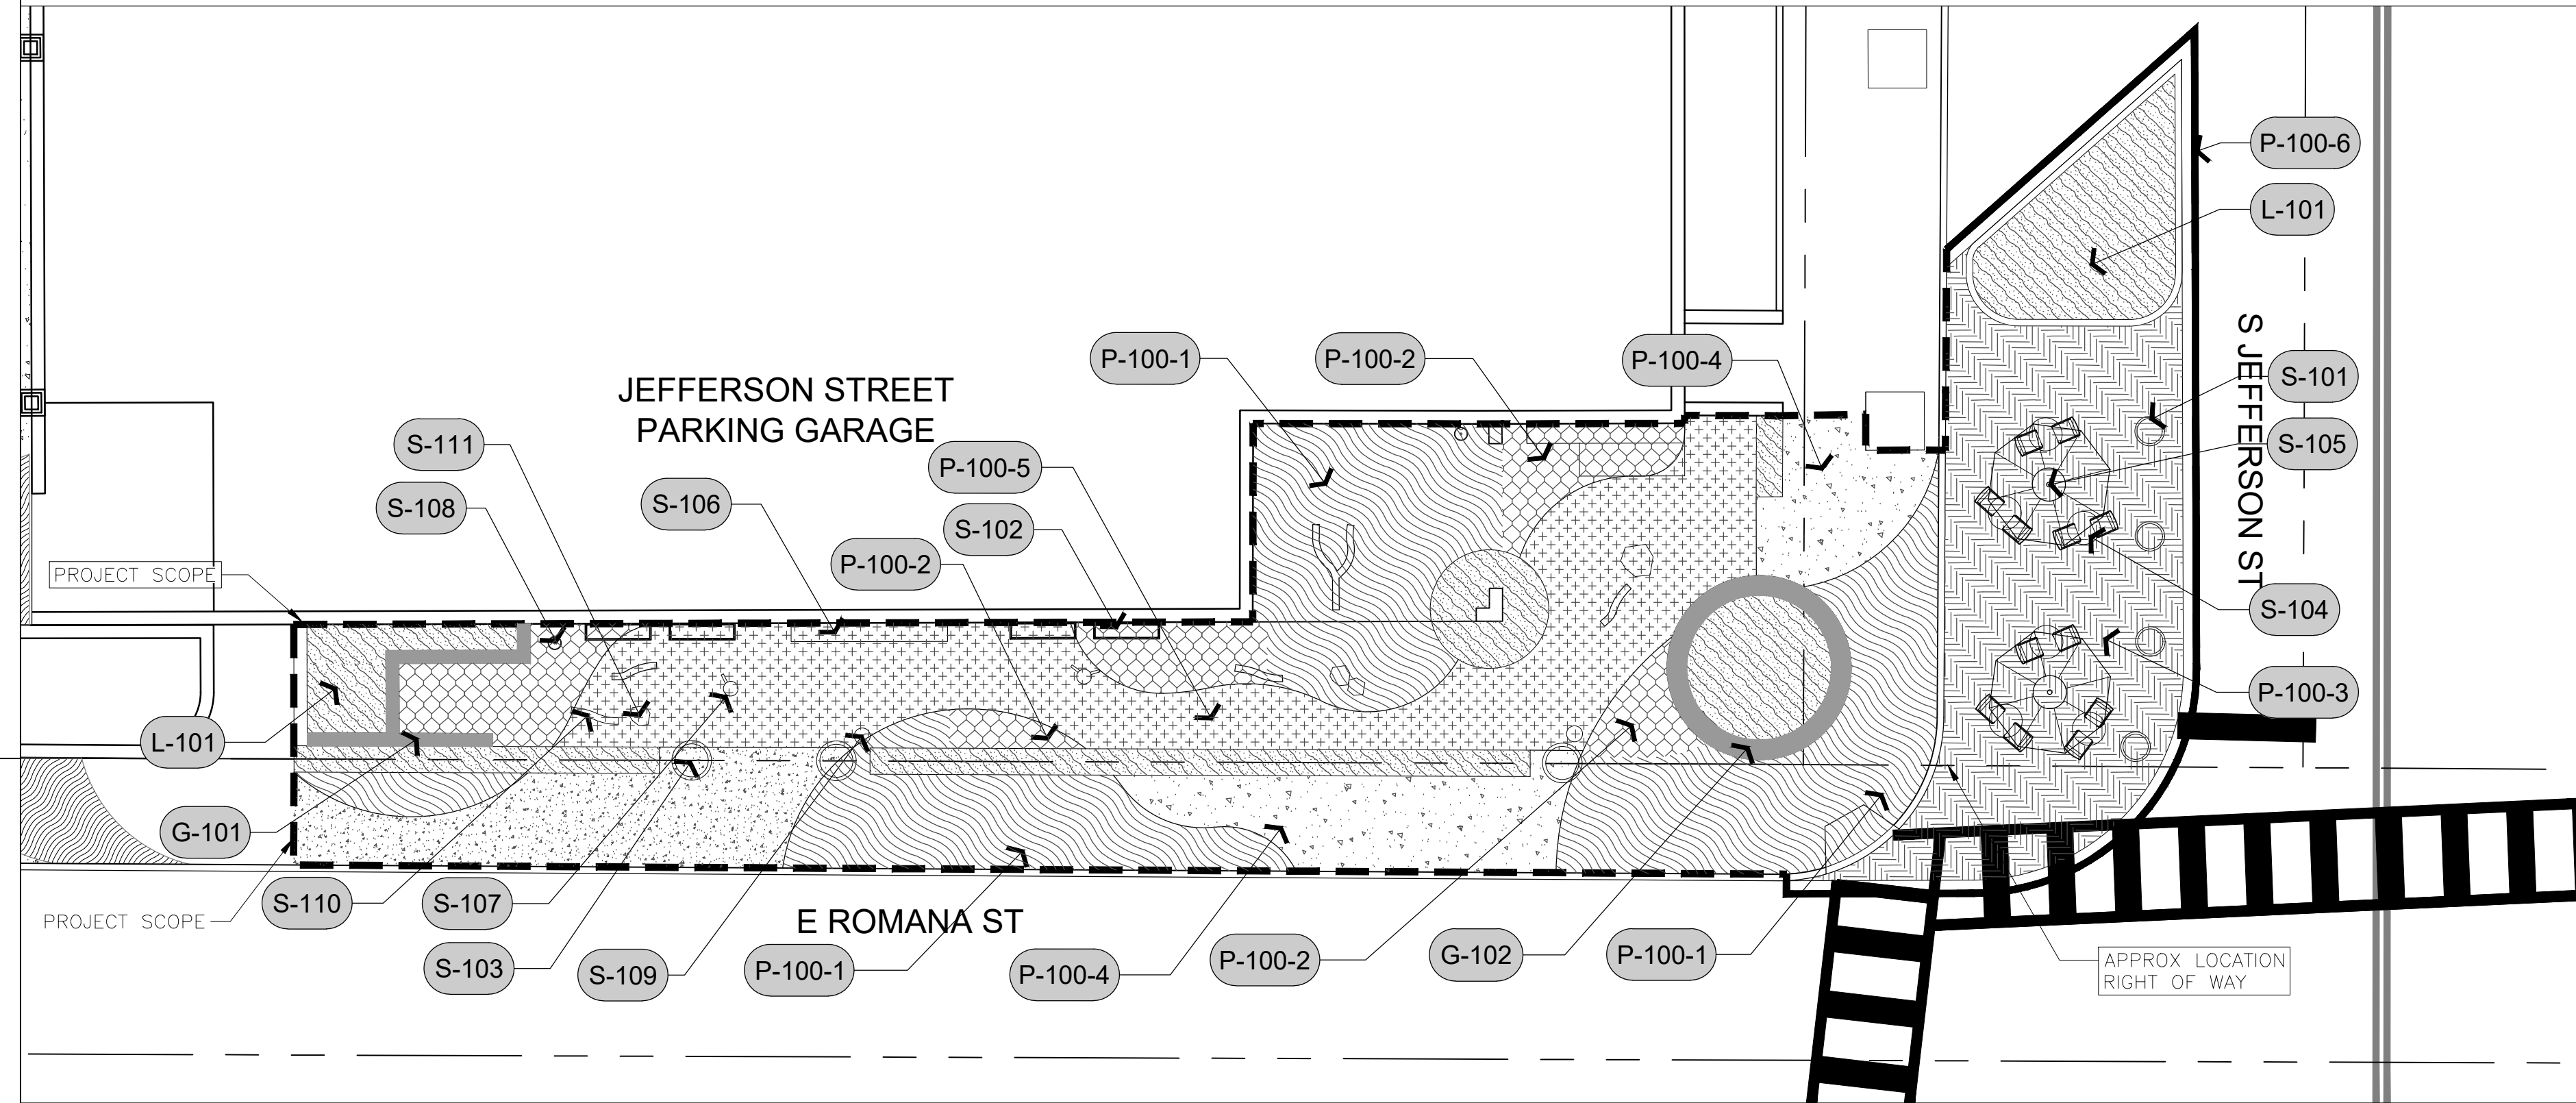 P-100-6
L-101
S JEFFERSON ST
P-100-1
P-100-2
P-100-4
JEFFERSON STREET
PARKING GARAGE
S-101
S-111
S-105
P-100-5
S-108
S-106
S-102
P-100-2
PROJECT SCOPE
S-104
P-100-3
L-101
G-101
S-110
S-107
PROJECT SCOPE
E ROMANA ST
S-103
S-109
P-100-1
P-100-4
P-100-2
G-102
P-100-1
APPROX LOCATION
RIGHT OF WAY